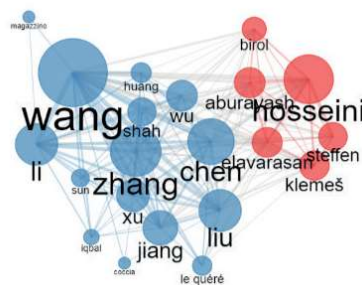 magazzino
birol
huang
aburayash
wang
hosseini
wu
shah
steffen
li
zhang
chen
elavarasan
klemeš
sun
xu
iqbal
jiang
liu
coccia
le quéré